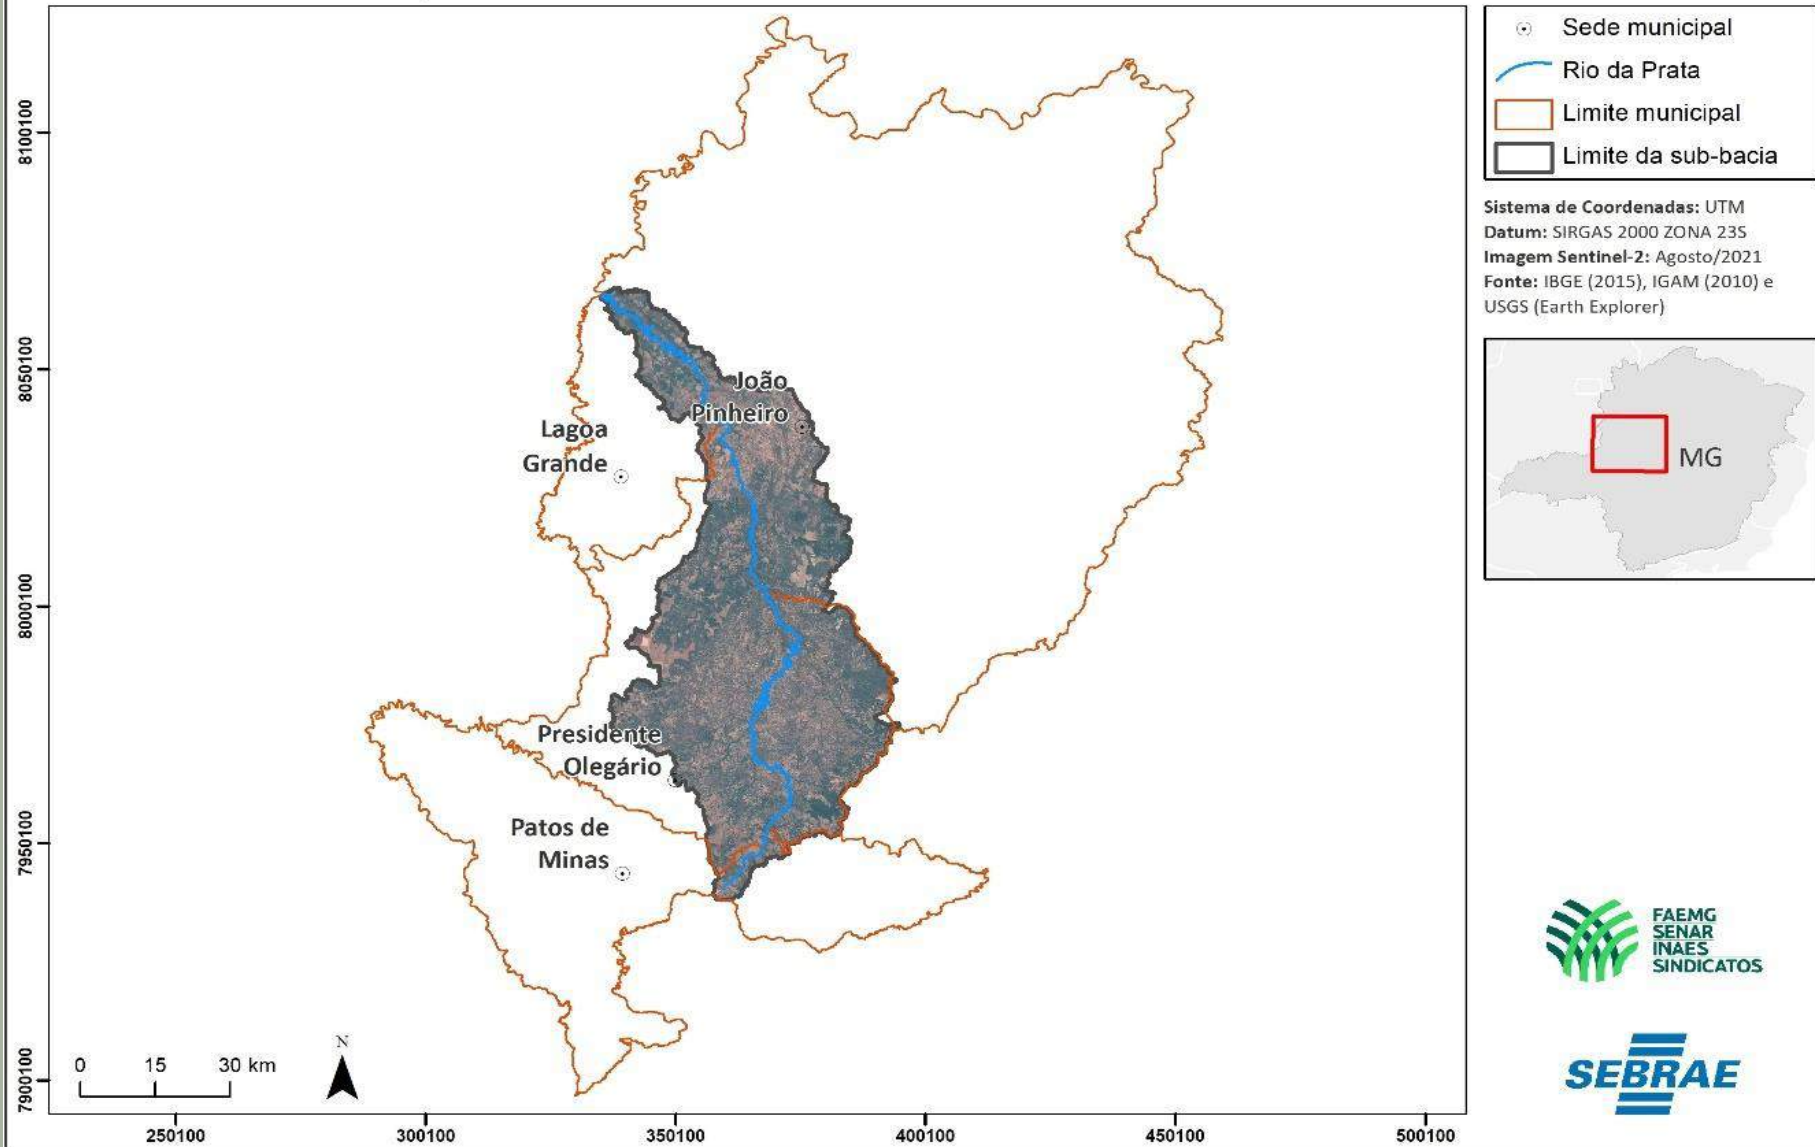 Sede municipal
Rio da Prata
Limite municipal
Limite da sub-bacia
Sistema de Coordenadas: UTM
Datum: SIRGAS 2000 ZONA 23S
Imagem Sentinel-2: Agosto/2021
Fonte: IBGE (2015), IGAM (2010) e
USGS (Earth Explorer)
MG
João
Pinheiro
Lagoa
Grande
Presidente
Olegário
Patos de
Minas
8100100
8050100
8000100
7950100
7900100
N
0 15 30 km
250100 300100 350100 400100 450100 500100
FAEMG
SENAR
INAES
SINDICATOS
SEBRAE